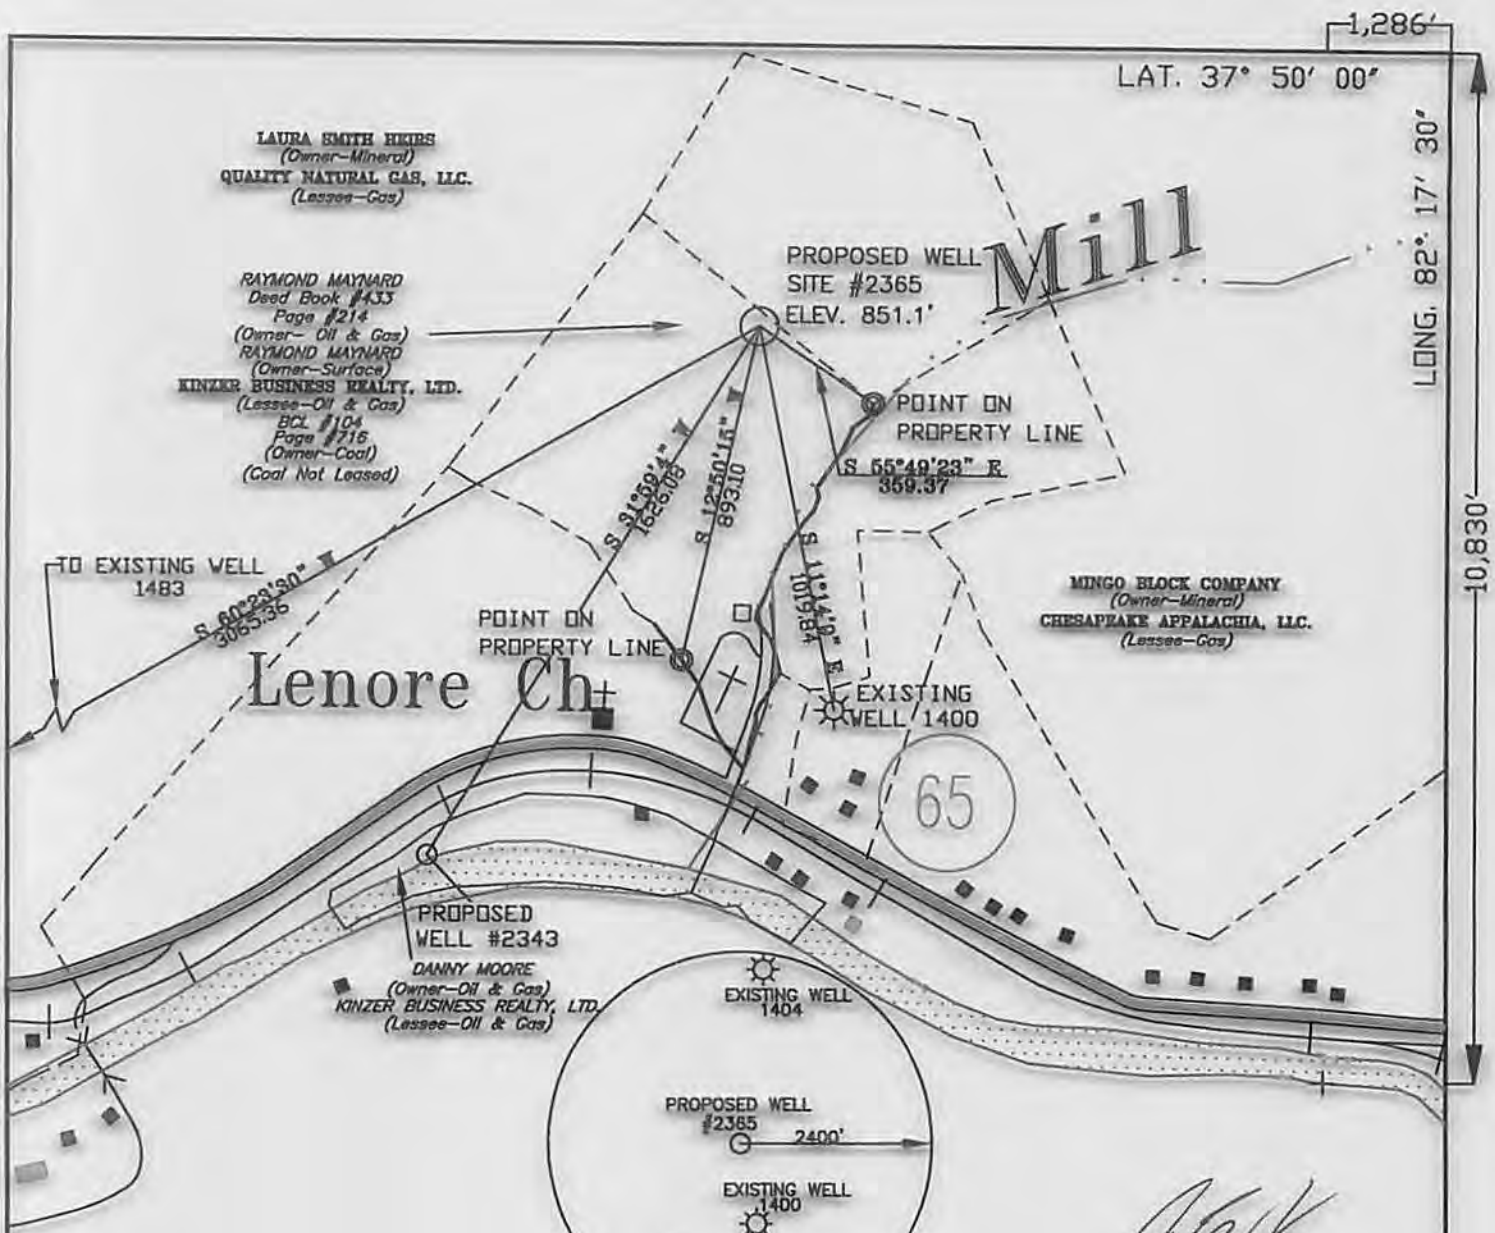 1,286'
LAT. 37° 50' 00"
LONG. 82° 17' 30"
10,830'
LAURA SMITH HEIRS
(Owner-Mineral)
QUALITY NATURAL GAS, LLC.
(Lessee-Gas)
RAYMOND MAYNARD
Deed Book #433
Page #214
(Owner- Oil & Gas)
RAYMOND MAYNARD
(Owner-Surface)
KINZER BUSINESS REALTY, LTD.
(Lessee-Oil & Gas)
BCL #104
Page #716
(Owner-Coal)
(Coal Not Leased)
PROPOSED WELL
SITE #2365
ELEV. 851.1'
Mill
POINT ON
PROPERTY LINE
S 55°49'23" E
359.37
S 31°59'4" W
1626.08
S 12°50'15" W
893.10
S 11°14'9" E
1019.84
TO EXISTING WELL
1483
S 60°23'30" W
3065.36
POINT ON
PROPERTY LINE
Lenore Ch
EXISTING
WELL 1400
MINGO BLOCK COMPANY
(Owner-Mineral)
CHESAPEAKE APPALACHIA, LLC.
(Lessee-Gas)
65
PROPOSED
WELL #2343
DANNY MOORE
(Owner-Oil & Gas)
KINZER BUSINESS REALTY, LTD.
(Lessee-Oil & Gas)
EXISTING WELL
1404
PROPOSED WELL
#2365
2400'
EXISTING WELL
1400